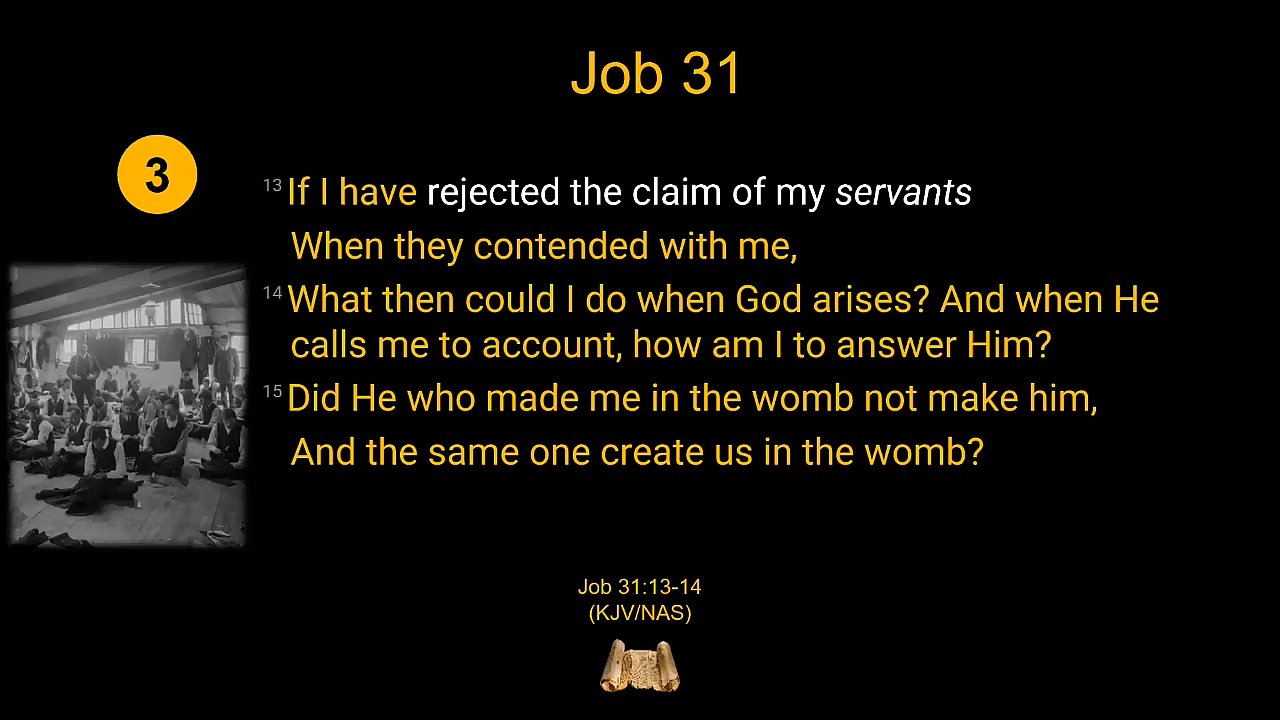 Job 31
3
13 If I have rejected the claim of my servants
When they contended with me,
14 What then could I do when God arises? And when He
calls me to account, how am I to answer Him?
15 Did He who made me in the womb not make him,
And the same one create us in the womb?
Job 31:13-14
(KJV/NAS)